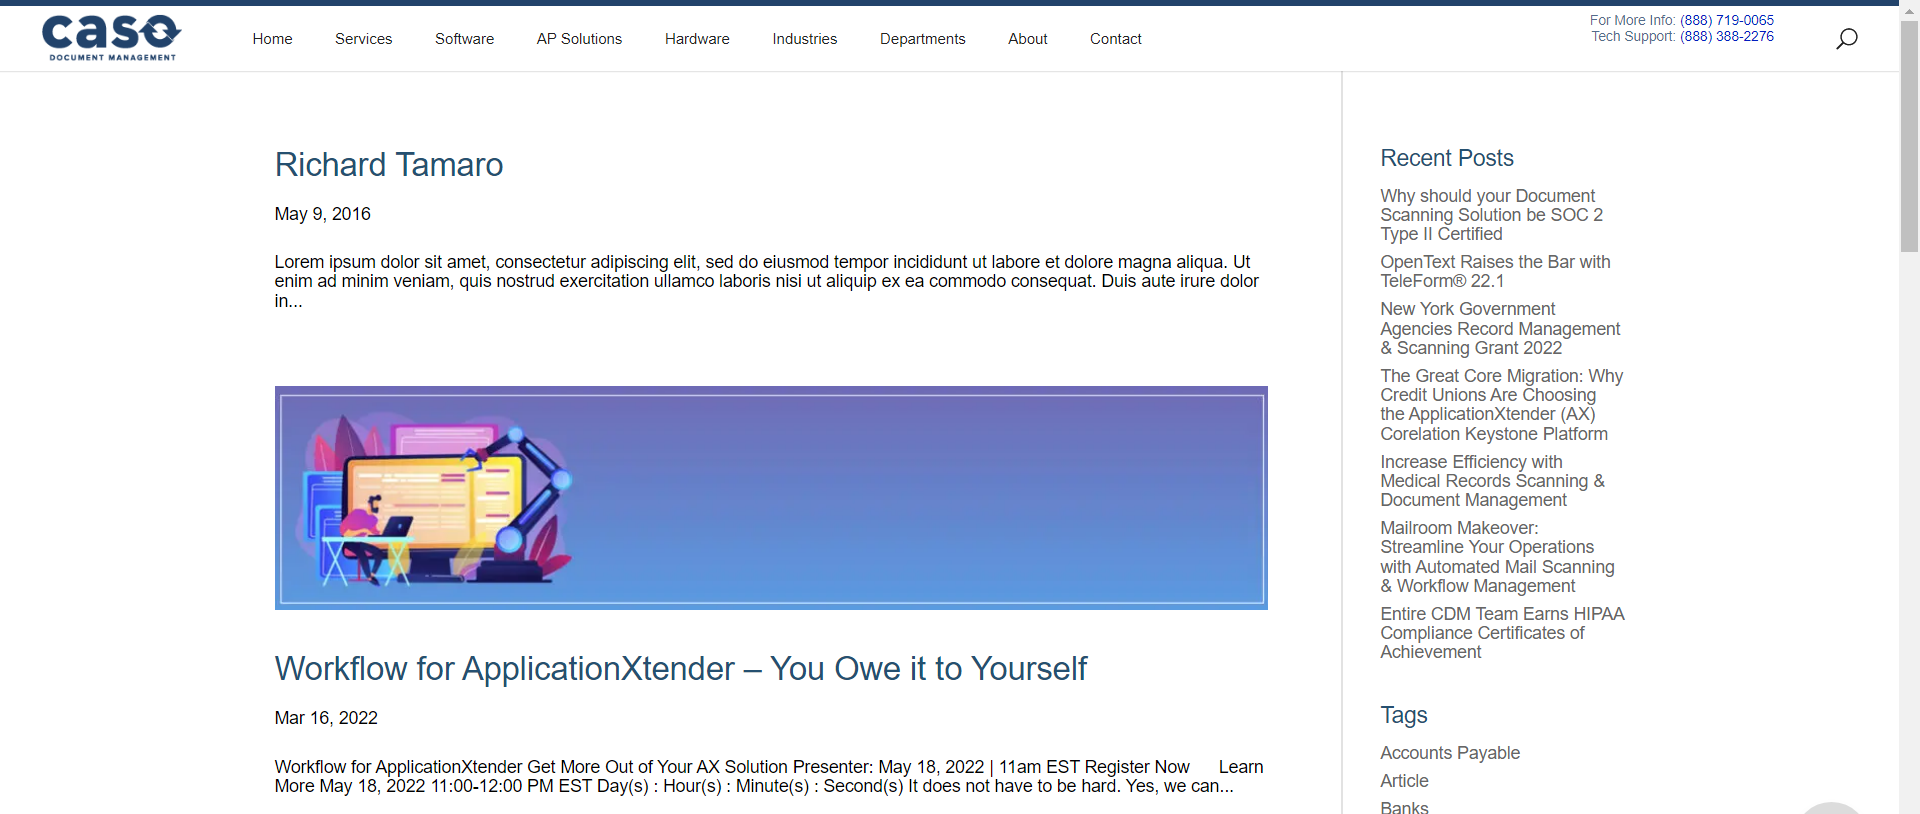 caso
DOCUMENT MANAGEMENT
Home
Services
Software
AP Solutions
Hardware
Industries
Departments
About
Contact
For More Info: (888) 719-0065
Tech Support: (888) 388-2276
Richard Tamaro
May 9, 2016
Lorem ipsum dolor sit amet, consectetur adipiscing elit, sed do eiusmod tempor incididunt ut labore et dolore magna aliqua. Ut
enim ad minim veniam, quis nostrud exercitation ullamco laboris nisi ut aliquip ex ea commodo consequat. Duis aute irure dolor
in...
Workflow for ApplicationXtender – You Owe it to Yourself
Mar 16, 2022
Workflow for ApplicationXtender Get More Out of Your AX Solution Presenter: May 18, 2022 | 11am EST Register Now Learn
More May 18, 2022 11:00-12:00 PM EST Day(s) : Hour(s) : Minute(s) : Second(s) It does not have to be hard. Yes, we can...
Recent Posts
Why should your Document
Scanning Solution be SOC 2
Type II Certified
OpenText Raises the Bar with
TeleForm® 22.1
New York Government
Agencies Record Management
& Scanning Grant 2022
The Great Core Migration: Why
Credit Unions Are Choosing
the ApplicationXtender (AX)
Corelation Keystone Platform
Increase Efficiency with
Medical Records Scanning &
Document Management
Mailroom Makeover:
Streamline Your Operations
with Automated Mail Scanning
& Workflow Management
Entire CDM Team Earns HIPAA
Compliance Certificates of
Achievement
Tags
Accounts Payable
Article
Banks